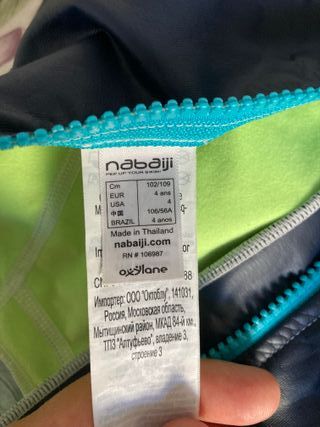 nabaiji
PEP UP YOUR SWIM!
Cm 102/109
EUR 4 ans
USA 4
中国 106/56A
BRAZIL 4 anos
Made in Thailand
nabaiji.com
RN # 106987
oxylane
Импортер: ООО "Октоблу", 141031,
Россия, Московская область,
Мытищинский район, МКАД 84-й км.,
ТПЗ "Алтуфьево", владение 3,
строение 3